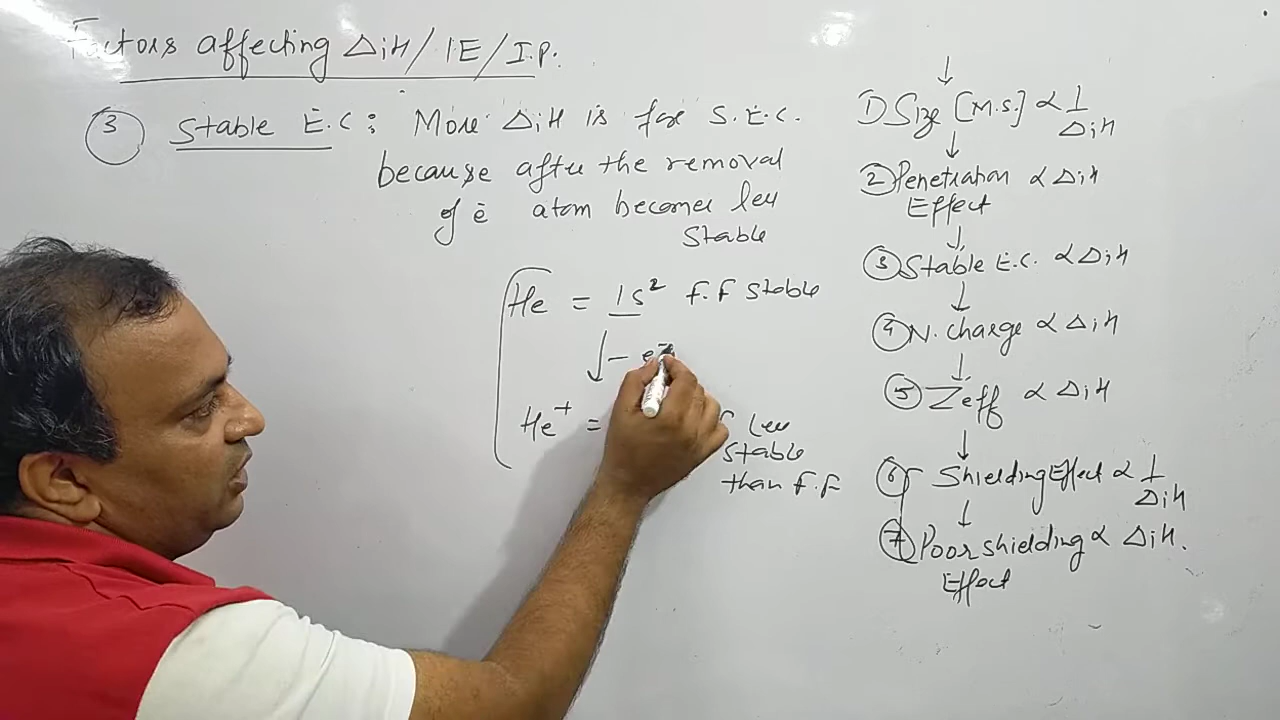 Factors affecting ΔiH/IE/I.P.
③ Stable E.C: More ΔiH is for S.E.C.
because after the removal
of ē atom becomes less
stable
He = 1s² f.f stable
↓ – e
He⁺ =
less
stable
than f.f
↓
① Size [M.S.] ∝ 1/ΔiH
↓
② Penetration ∝ ΔiH
Effect
↓
③ Stable E.C. ∝ ΔiH
↓
④ N. charge ∝ ΔiH
↓
⑤ Zeff ∝ ΔiH
↓
⑥ Shielding Effect ∝ 1/ΔiH
↓
⑦ Poor shielding ∝ ΔiH.
Effect